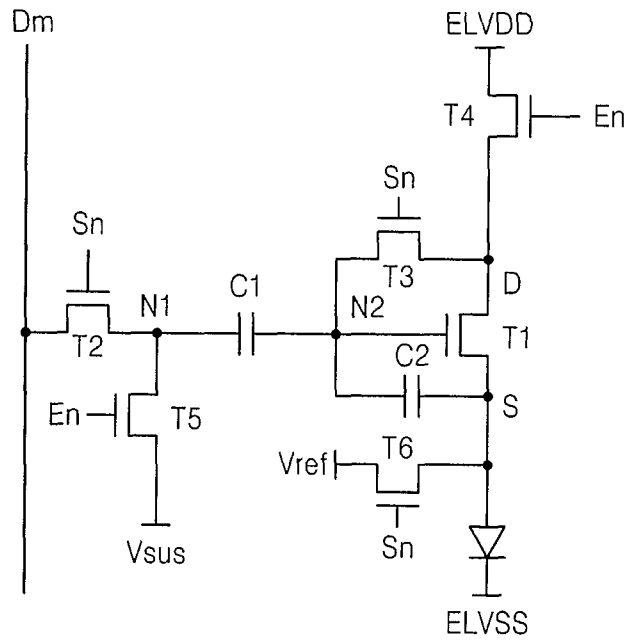 Dm
ELVDD
T4
En
Sn
Sn
T3
D
N1
C1
N2
T2
T1
C2
S
En
T5
T6
Vref
Vsus
Sn
ELVSS